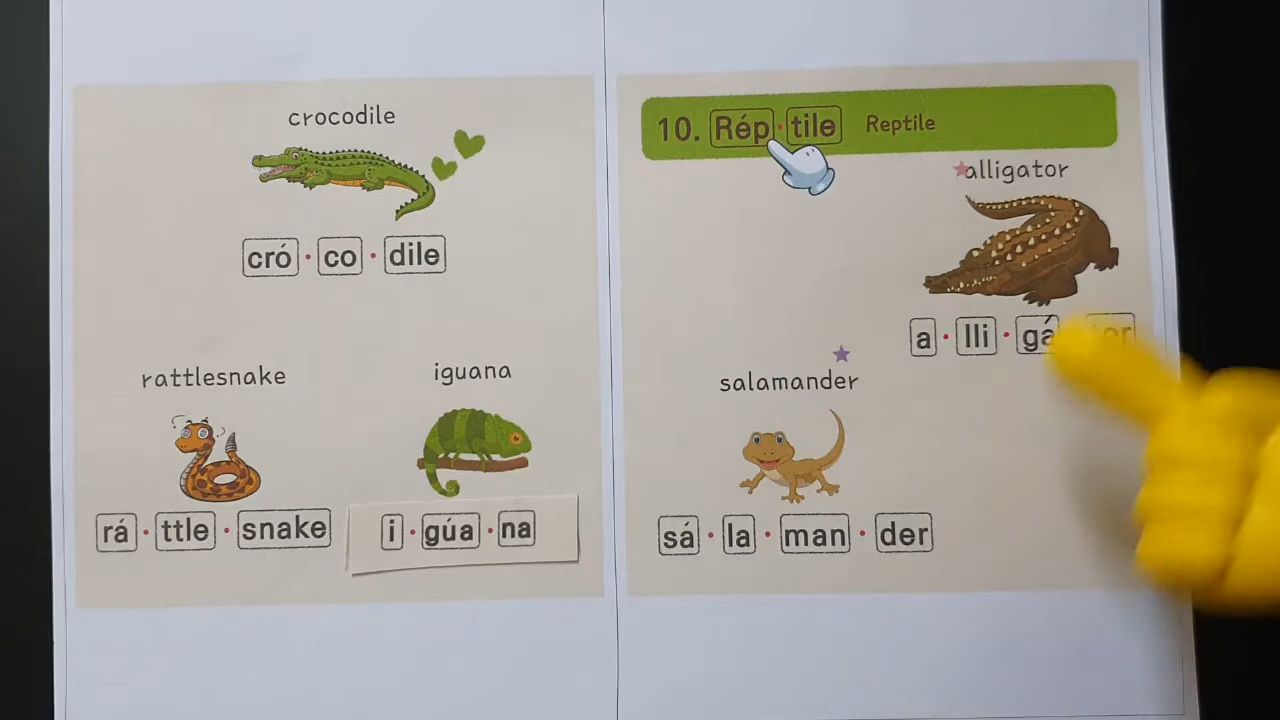 crocodile
cró · co · dile
rattlesnake
iguana
rá · ttle · snake
i · gúa · na
10. Rép · tile Reptile
alligator
a · lli · gá tor
salamander
sá · la · man · der